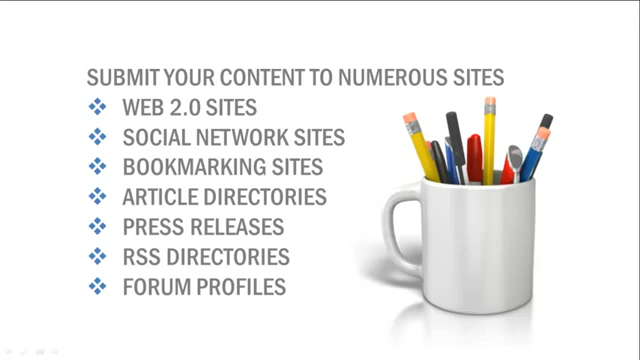 SUBMIT YOUR CONTENT TO NUMEROUS SITES
WEB 2.0 SITES
SOCIAL NETWORK SITES
BOOKMARKING SITES
ARTICLE DIRECTORIES
PRESS RELEASES
RSS DIRECTORIES
FORUM PROFILES